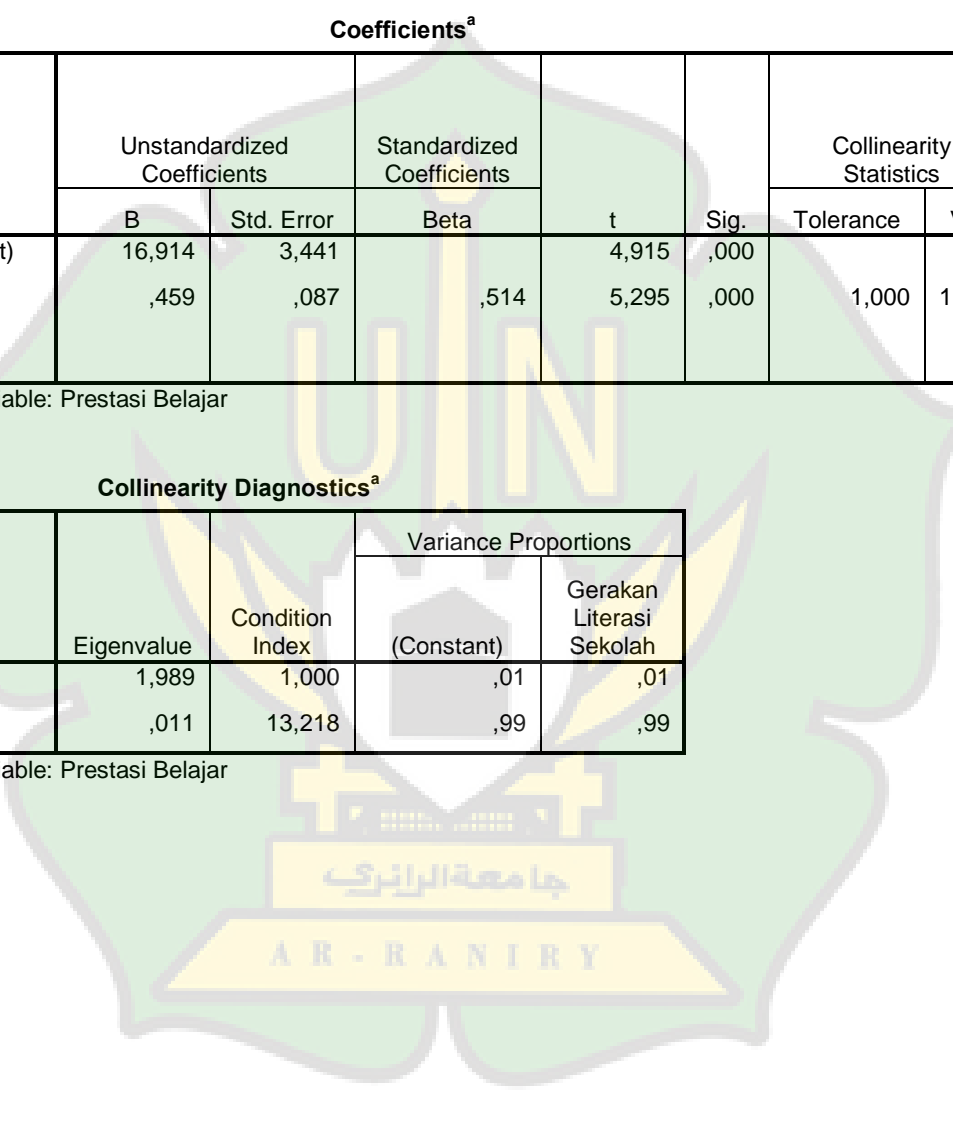 Coefficientsa
Unstandardized Coefficients Standardized Coefficients t Sig. Collinearity Statistics
B Std. Error Beta Tolerance
t) 16,914 3,441 4,915 ,000
,459 ,087 ,514 5,295 ,000 1,000 1
able: Prestasi Belajar
Collinearity Diagnosticsa
Eigenvalue Condition Index Variance Proportions
(Constant) Gerakan Literasi Sekolah
1,989 1,000 ,01 ,01
,011 13,218 ,99 ,99
able: Prestasi Belajar
UIN
جامعة الرانري
AR-RANIRY